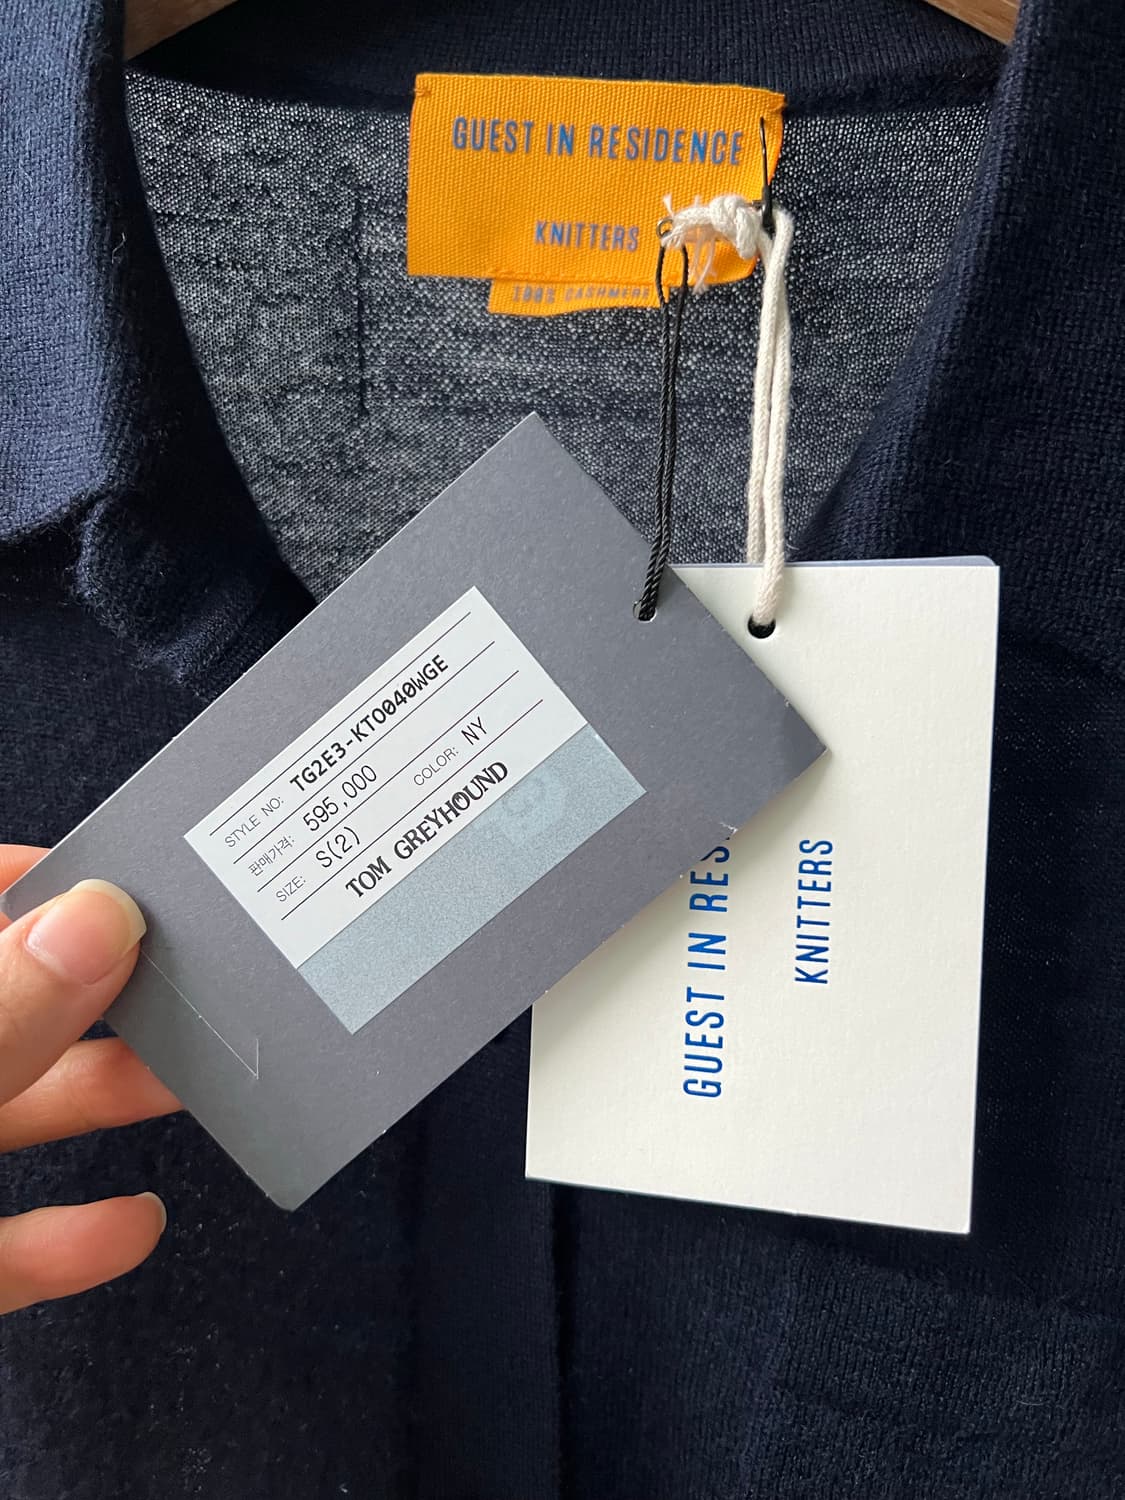 GUEST IN RESIDENCE
KNITTERS
100% CASHMERE
STYLE NO: TG2E3-KTO040WGE
판매가격: 595,000 COLOR: NY
SIZE: S(2)
TOM GREYHOUND
GUEST IN RES
KNITTERS